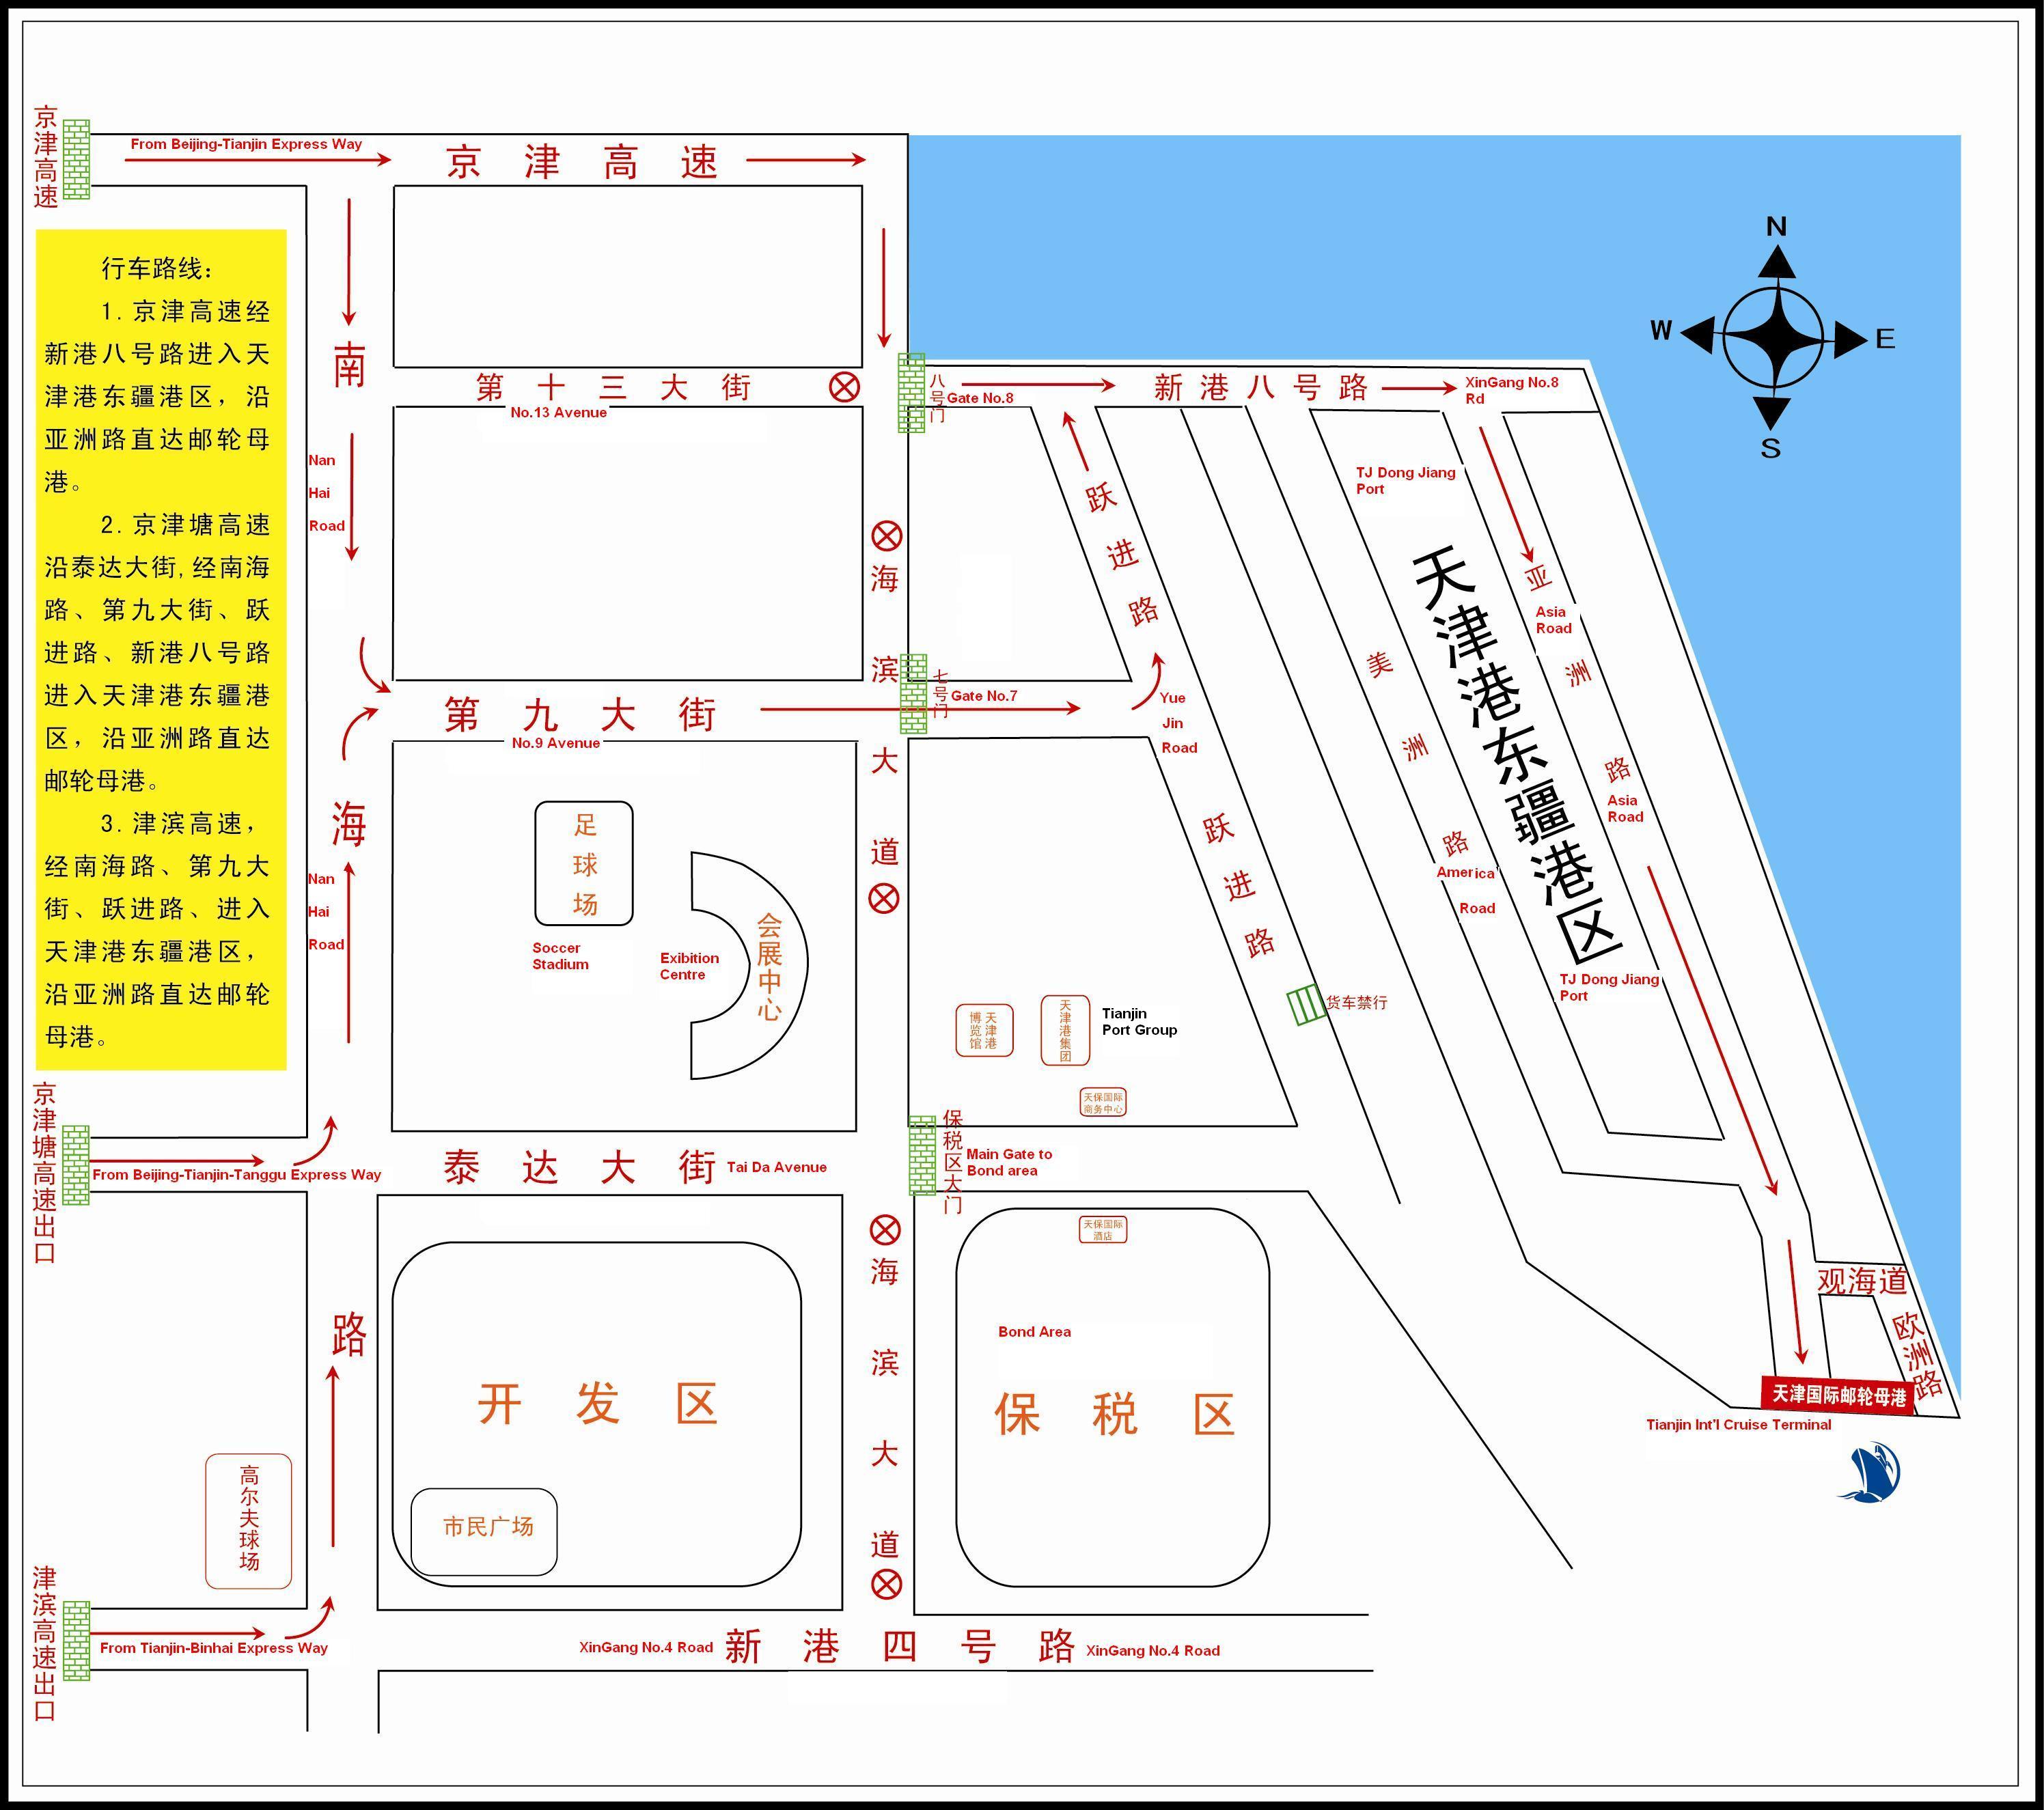 京津高速
From Beijing-Tianjin Express Way
京津高速
行车路线：
1. 京津高速经
新港八号路进入天
津港东疆港区，沿
亚洲路直达邮轮母
港。
2. 京津塘高速
沿泰达大街, 经南海
路、第九大街、跃
进路、新港八号路
进入天津港东疆港
区，沿亚洲路直达
邮轮母港。
3. 津滨高速，
经南海路、第九大
街、跃进路、进入
天津港东疆港区，
沿亚洲路直达邮轮
母港。
南海路
Nan
Hai
Road
Nan
Hai
Road
第十三大街
No.13 Avenue
八号门
Gate No.8
新港八号路
XinGang No.8
Rd
N
W
E
S
海滨大道
跃进路
TJ Dong Jiang
Port
天津港东疆港区
亚洲路
Asia
Road
Asia
Road
美洲路
America
Road
TJ Dong Jiang
Port
第九大街
No.9 Avenue
七号门
Gate No.7
Yue
Jin
Road
跃进路
货车禁行
足球场
Soccer
Stadium
Exibition
Centre
会展中心
天津港
博览馆
天津港集团
Tianjin
Port Group
天保国际
商务中心
京津塘高速出口
From Beijing-Tianjin-Tanggu Express Way
泰达大街
Tai Da Avenue
保税区大门
Main Gate to
Bond area
天保国际
酒店
海滨大道
Bond Area
保税区
开发区
市民广场
高尔夫球场
观海道
欧洲路
天津国际邮轮母港
Tianjin Int'l Cruise Terminal
津滨高速出口
From Tianjin-Binhai Express Way
XinGang No.4 Road
新港四号路
XinGang No.4 Road